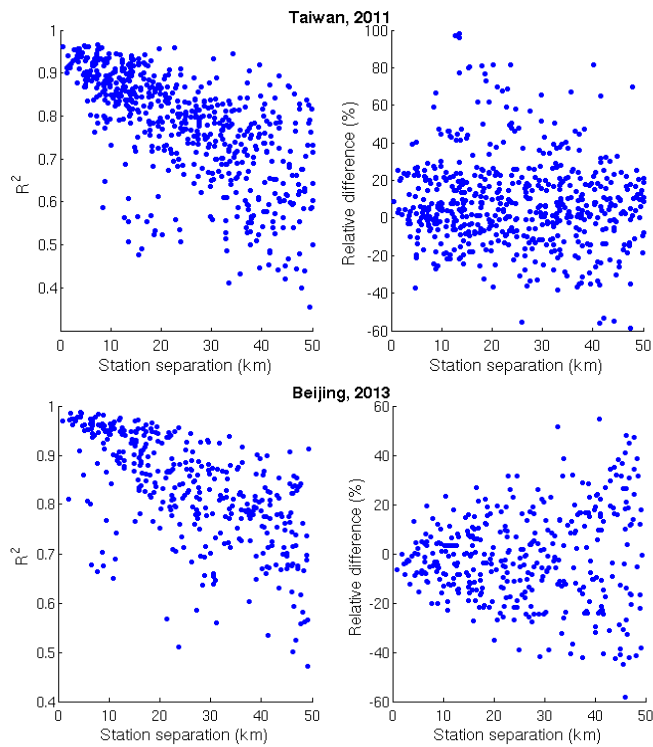 Taiwan, 2011
1
0.9
0.8
0.7
0.6
0.5
0.4
R2
0 10 20 30 40 50
Station separation (km)
100
80
60
40
20
0
-20
-40
-60
Relative difference (%)
0 10 20 30 40 50
Station separation (km)
Beijing, 2013
1
0.9
0.8
0.7
0.6
0.5
0.4
R2
0 10 20 30 40 50
Station separation (km)
60
40
20
0
-20
-40
-60
Relative difference (%)
0 10 20 30 40 50
Station separation (km)